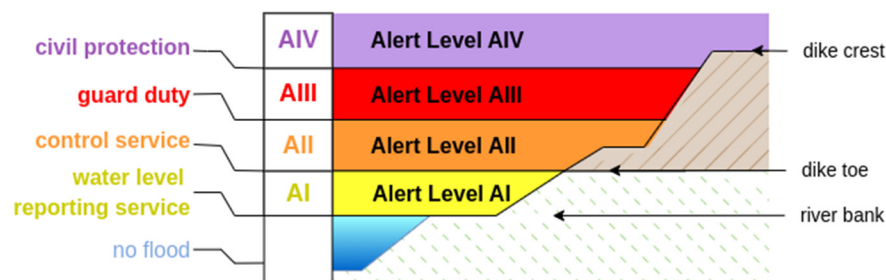 civil protection
AIV
Alert Level AIV
dike crest
guard duty
AIII
Alert Level AIII
control service
AII
Alert Level AII
water level
reporting service
AI
Alert Level AI
dike toe
river bank
no flood